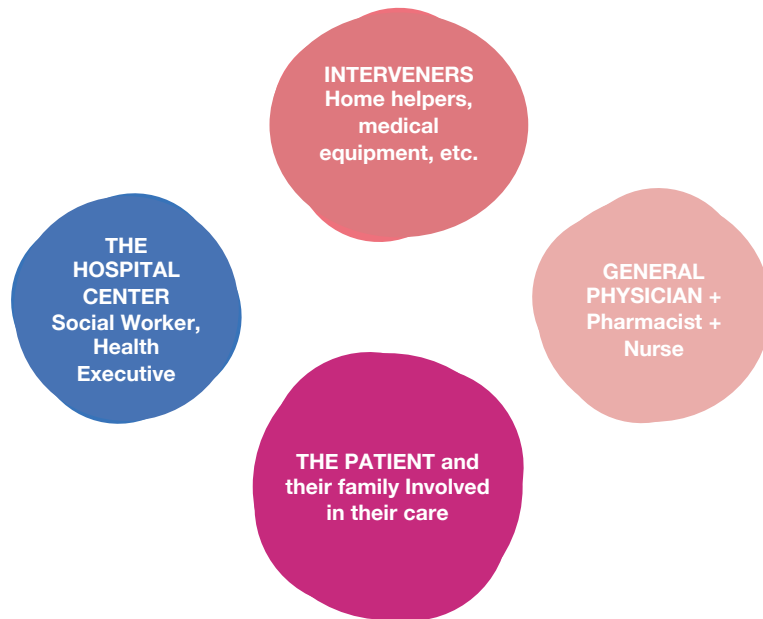 INTERVENERS
Home helpers,
medical
equipment, etc.
THE
HOSPITAL
CENTER
Social Worker,
Health
Executive
GENERAL
PHYSICIAN +
Pharmacist +
Nurse
THE PATIENT and
their family Involved
in their care